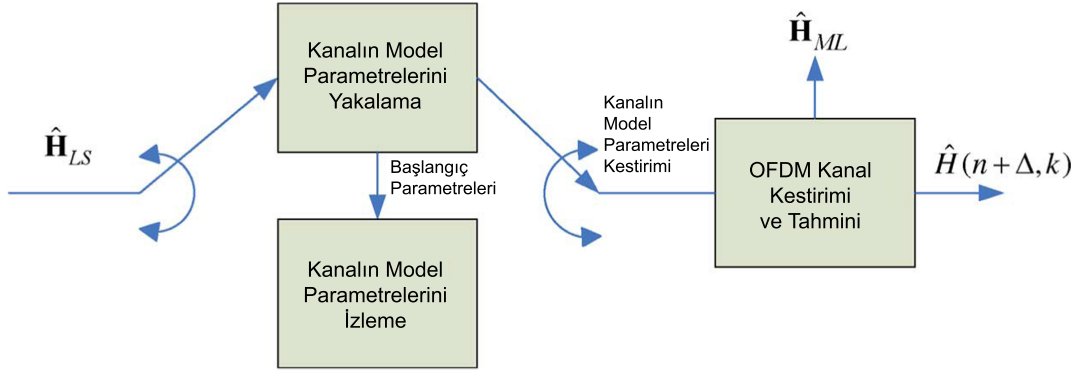 Kanalın Model
Parametrelerini
Yakalama
Ĥ_ML
Ĥ_LS
Başlangıç
Parametreleri
Kanalın
Model
Parametreleri
Kestirimi
OFDM Kanal
Kestirimi
ve Tahmini
Ĥ(n+Δ,k)
Kanalın Model
Parametrelerini
İzleme